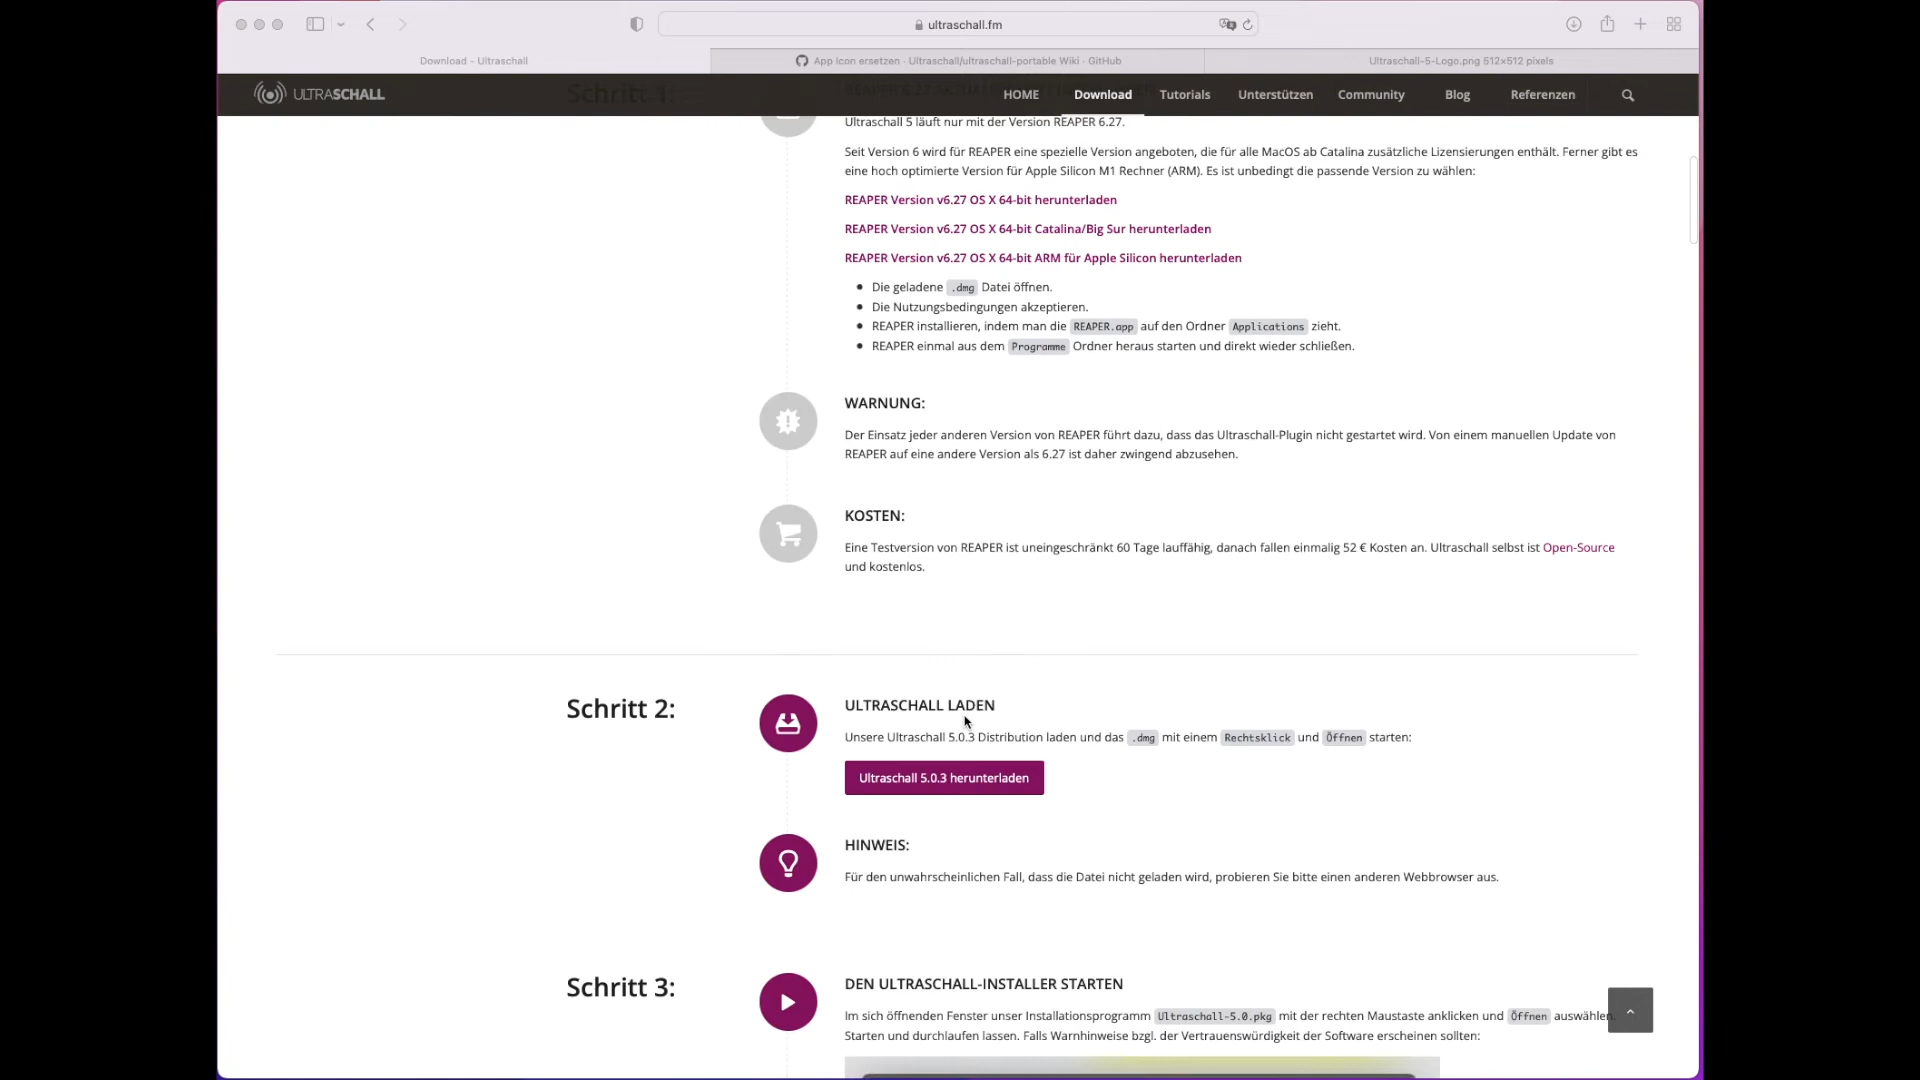 ultraschall.fm
Download - Ultraschall
App Icon ersetzen · Ultraschall/ultraschall-portable Wiki · GitHub
Ultraschall-5-Logo.png 512×512 pixels
ULTRASCHALL
HOME
Download
Tutorials
Unterstützen
Community
Blog
Referenzen
Schritt 1:
Ultraschall 5 läuft nur mit der Version REAPER 6.27.
Seit Version 6 wird für REAPER eine spezielle Version angeboten, die für alle MacOS ab Catalina zusätzliche Lizensierungen enthält. Ferner gibt es
eine hoch optimierte Version für Apple Silicon M1 Rechner (ARM). Es ist unbedingt die passende Version zu wählen:
REAPER Version v6.27 OS X 64-bit herunterladen
REAPER Version v6.27 OS X 64-bit Catalina/Big Sur herunterladen
REAPER Version v6.27 OS X 64-bit ARM für Apple Silicon herunterladen
Die geladene .dmg Datei öffnen.
Die Nutzungsbedingungen akzeptieren.
REAPER installieren, indem man die REAPER.app auf den Ordner Applications zieht.
REAPER einmal aus dem Programme Ordner heraus starten und direkt wieder schließen.
WARNUNG:
Der Einsatz jeder anderen Version von REAPER führt dazu, dass das Ultraschall-Plugin nicht gestartet wird. Von einem manuellen Update von
REAPER auf eine andere Version als 6.27 ist daher zwingend abzusehen.
KOSTEN:
Eine Testversion von REAPER ist uneingeschränkt 60 Tage lauffähig, danach fallen einmalig 52 € Kosten an. Ultraschall selbst ist Open-Source
und kostenlos.
Schritt 2:
ULTRASCHALL LADEN
Unsere Ultraschall 5.0.3 Distribution laden und das .dmg mit einem Rechtsklick und Öffnen starten:
Ultraschall 5.0.3 herunterladen
HINWEIS:
Für den unwahrscheinlichen Fall, dass die Datei nicht geladen wird, probieren Sie bitte einen anderen Webbrowser aus.
Schritt 3:
DEN ULTRASCHALL-INSTALLER STARTEN
Im sich öffnenden Fenster unser Installationsprogramm Ultraschall-5.0.pkg mit der rechten Maustaste anklicken und Öffnen auswählen.
Starten und durchlaufen lassen. Falls Warnhinweise bzgl. der Vertrauenswürdigkeit der Software erscheinen sollten: